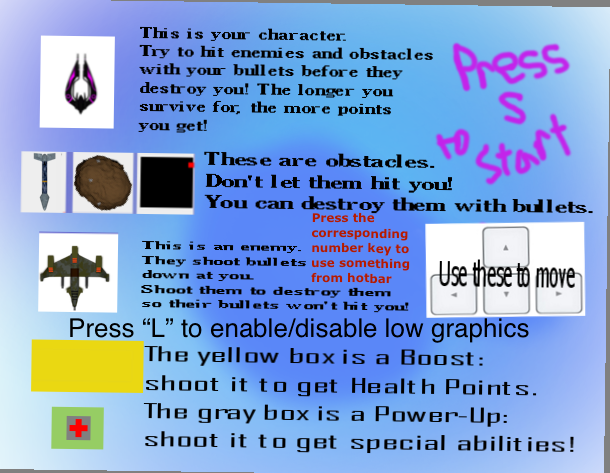 This is your character.
Try to hit enemies and obstacles
with your bullets before they
destroy you! The longer you
survive for, the more points
you get!
Press
S
to
start
These are obstacles.
Don't let them hit you!
You can destroy them with bullets.
Press the
corresponding
number key to
use something
from hotbar
This is an enemy.
They shoot bullets
down at you.
Shoot them to destroy them
so their bullets won't hit you!
Use these to move
Press “L” to enable/disable low graphics
The yellow box is a Boost:
shoot it to get Health Points.
The gray box is a Power-Up:
shoot it to get special abilities!